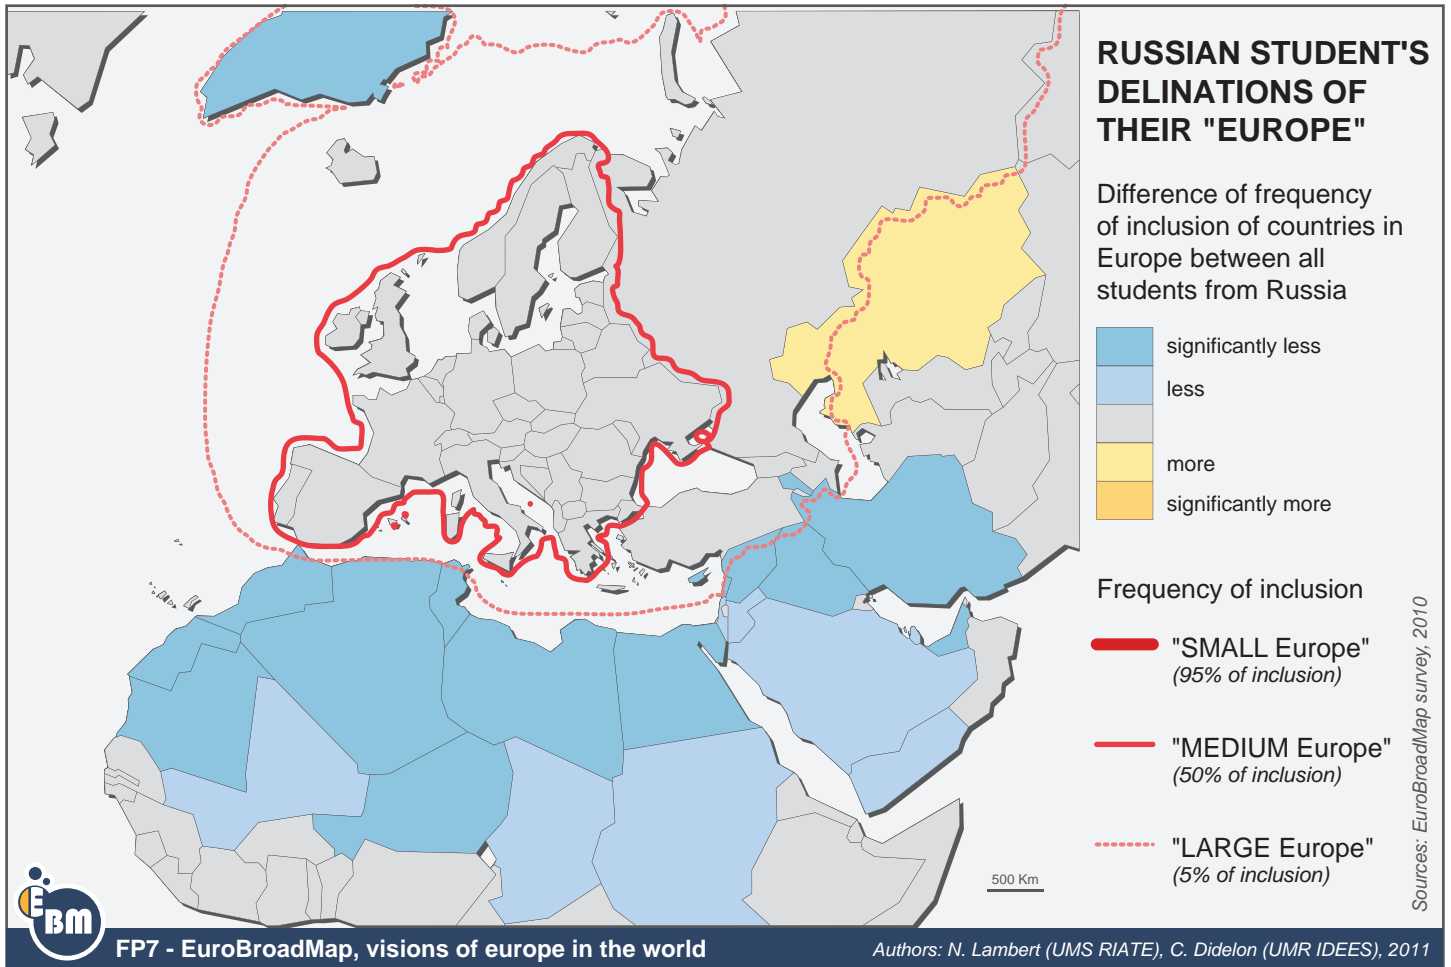 RUSSIAN STUDENT'S
DELINATIONS OF
THEIR "EUROPE"
Difference of frequency
of inclusion of countries in
Europe between all
students from Russia
significantly less
less
more
significantly more
Frequency of inclusion
"SMALL Europe"
(95% of inclusion)
"MEDIUM Europe"
(50% of inclusion)
"LARGE Europe"
(5% of inclusion)
Sources: EuroBroadMap survey, 2010
500 Km
EBM
FP7 - EuroBroadMap, visions of europe in the world
Authors: N. Lambert (UMS RIATE), C. Didelon (UMR IDEES), 2011